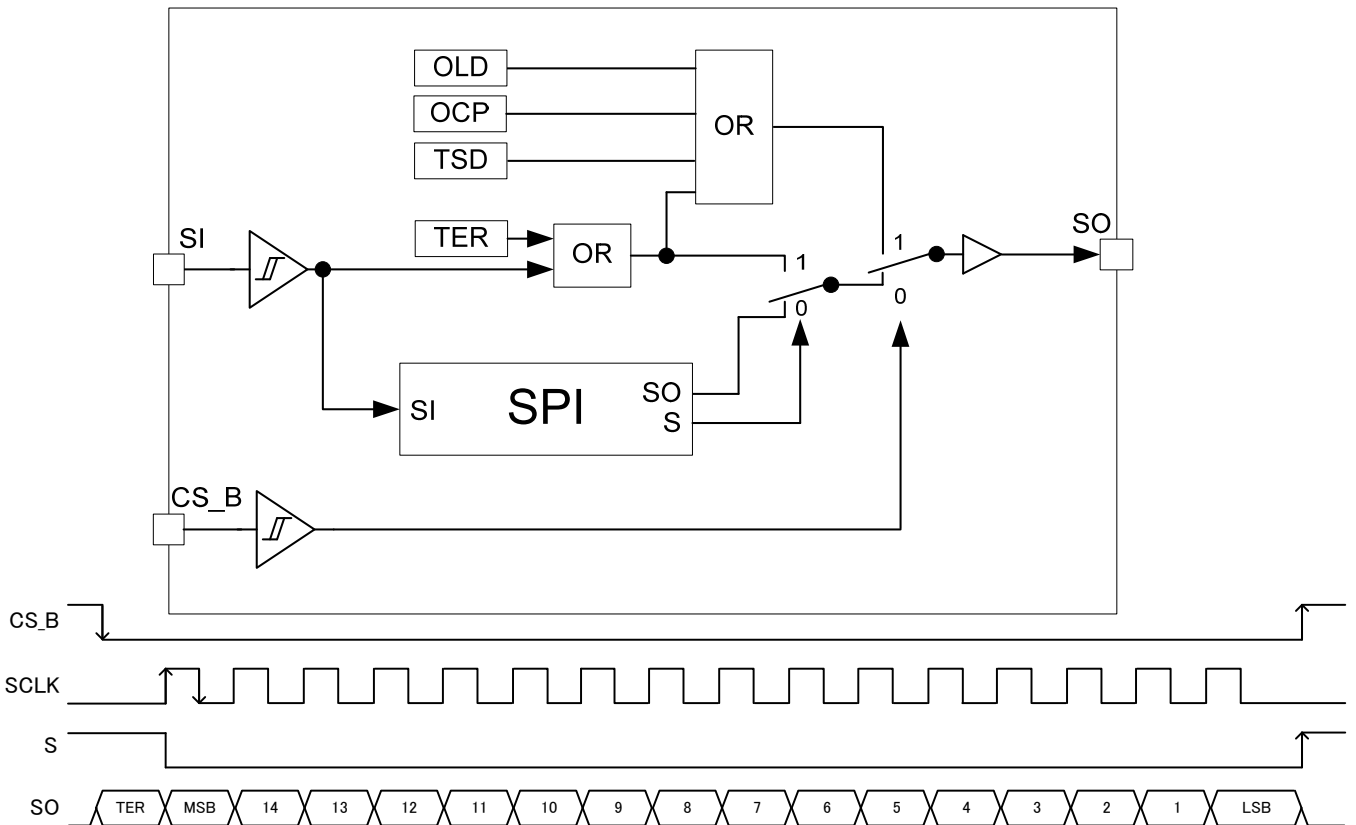 OLD
OCP
OR
TSD
SI
TER
OR
1
1
SO
0
0
SI
SPI
SO
S
CS_B
CS_B
SCLK
S
SO TER MSB 14 13 12 11 10 9 8 7 6 5 4 3 2 1 LSB